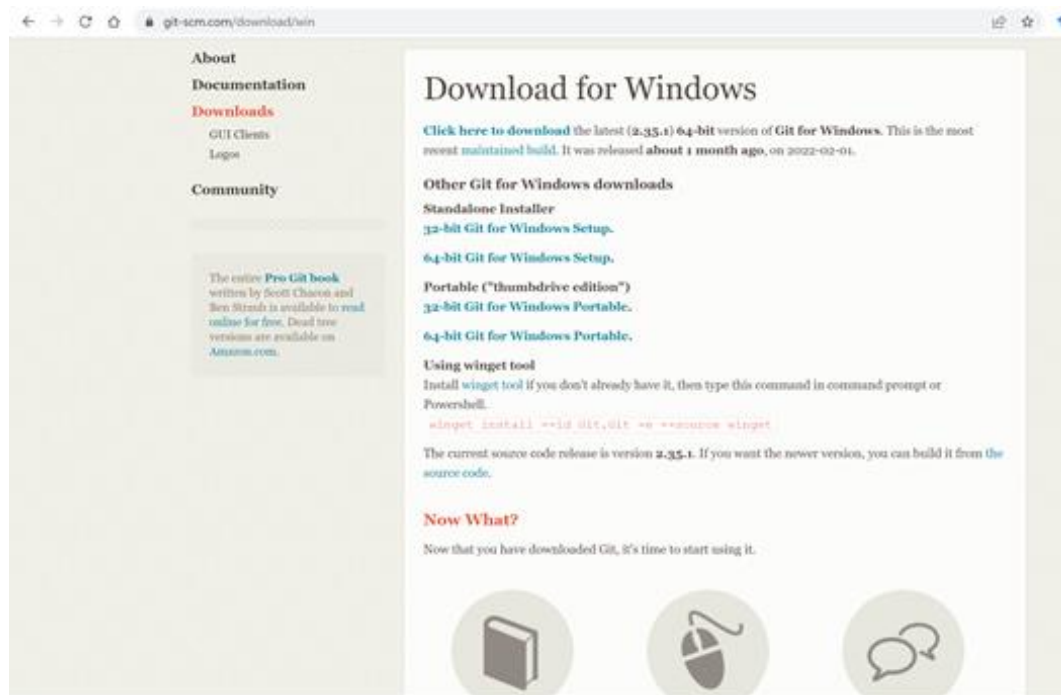 git-scm.com/download/win
About
Documentation
Downloads
GUI Clients
Logos
Community
The entire Pro Git book
written by Scott Chacon and
Ben Straub is available to read
online for free. Dead tree
versions are available on
Amazon.com.
Download for Windows
Click here to download the latest (2.35.1) 64-bit version of Git for Windows. This is the most
recent maintained build. It was released about 1 month ago, on 2022-02-01.
Other Git for Windows downloads
Standalone Installer
32-bit Git for Windows Setup.
64-bit Git for Windows Setup.
Portable ("thumbdrive edition")
32-bit Git for Windows Portable.
64-bit Git for Windows Portable.
Using winget tool
Install winget tool if you don't already have it, then type this command in command prompt or
Powershell.
winget install --id Git.Git -e --source winget
The current source code release is version 2.35.1. If you want the newer version, you can build it from the
source code.
Now What?
Now that you have downloaded Git, it's time to start using it.